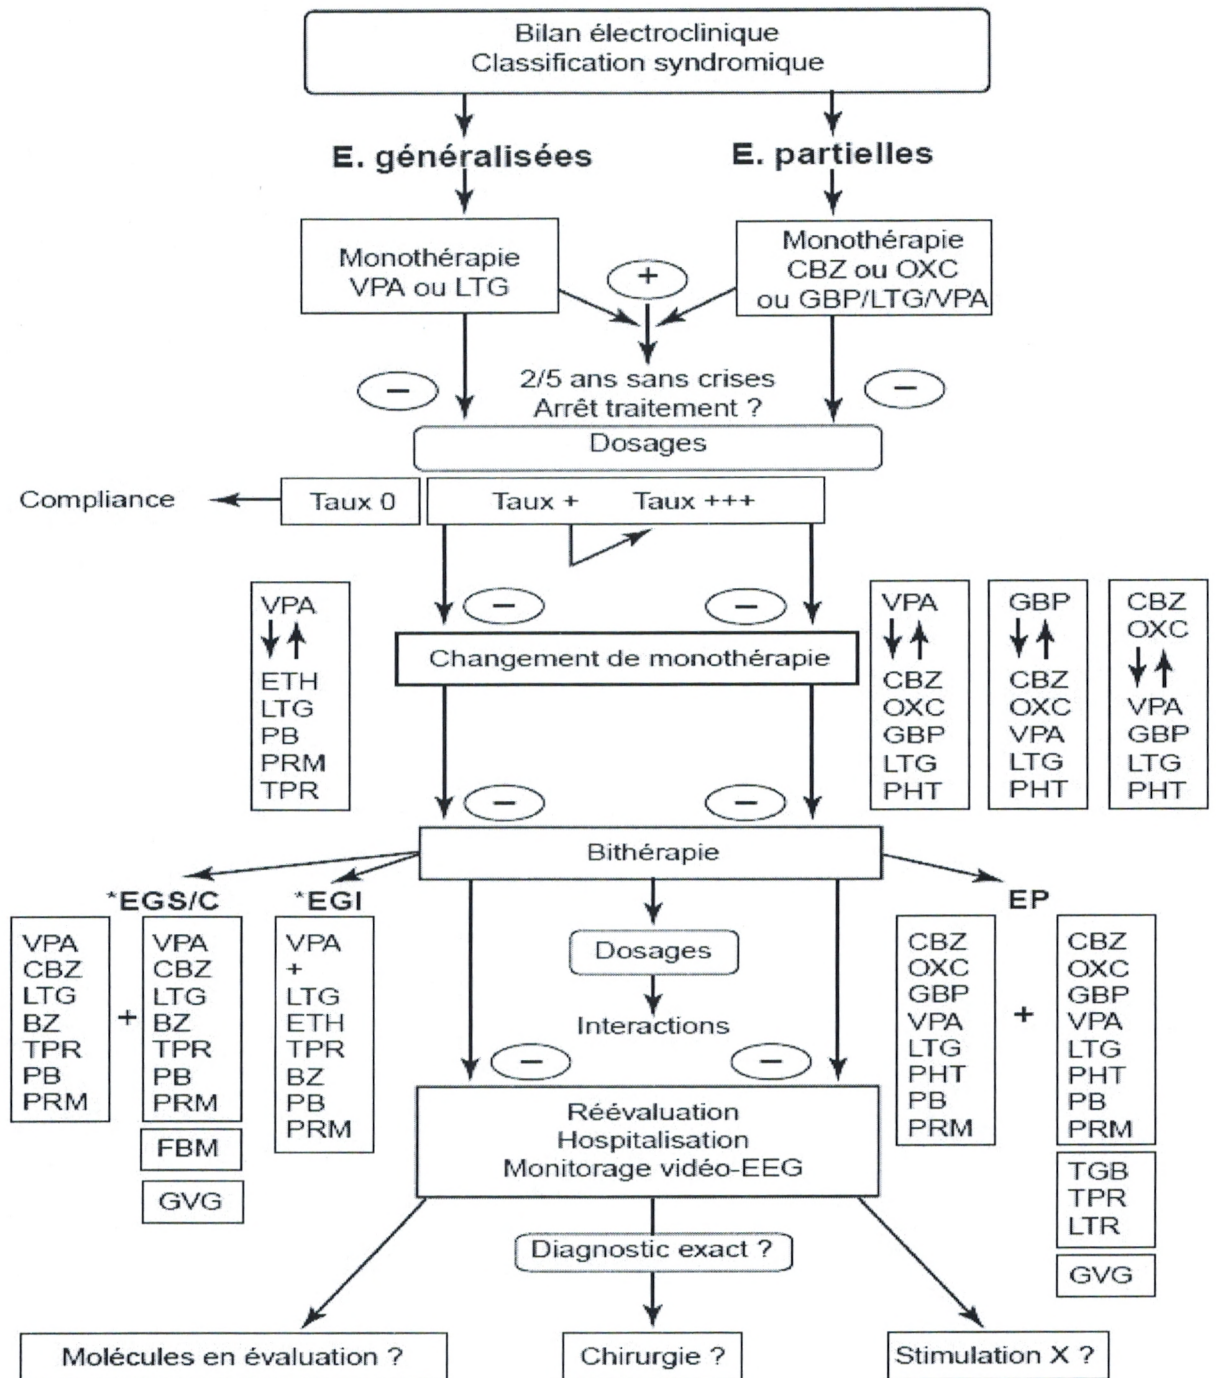 Bilan électroclinique
Classification syndromique
E. généralisées
E. partielles
Monothérapie
VPA ou LTG
+
Monothérapie
CBZ ou OXC
ou GBP/LTG/VPA
−
2/5 ans sans crises
Arrêt traitement ?
−
Dosages
Compliance
Taux 0
Taux +
Taux +++
−
−
VPA
ETH
LTG
PB
PRM
TPR
Changement de monothérapie
VPA
CBZ
OXC
GBP
LTG
PHT
GBP
CBZ
OXC
VPA
LTG
PHT
CBZ
OXC
VPA
GBP
LTG
PHT
−
−
Bithérapie
*EGS/C
VPA
CBZ
LTG
BZ
TPR
PB
PRM
+
VPA
CBZ
LTG
BZ
TPR
PB
PRM
FBM
GVG
*EGI
VPA
+
LTG
ETH
TPR
BZ
PB
PRM
Dosages
Interactions
−
−
EP
CBZ
OXC
GBP
VPA
LTG
PHT
PB
PRM
+
CBZ
OXC
GBP
VPA
LTG
PHT
PB
PRM
TGB
TPR
LTR
GVG
Réévaluation
Hospitalisation
Monitorage vidéo-EEG
Diagnostic exact ?
Molécules en évaluation ?
Chirurgie ?
Stimulation X ?